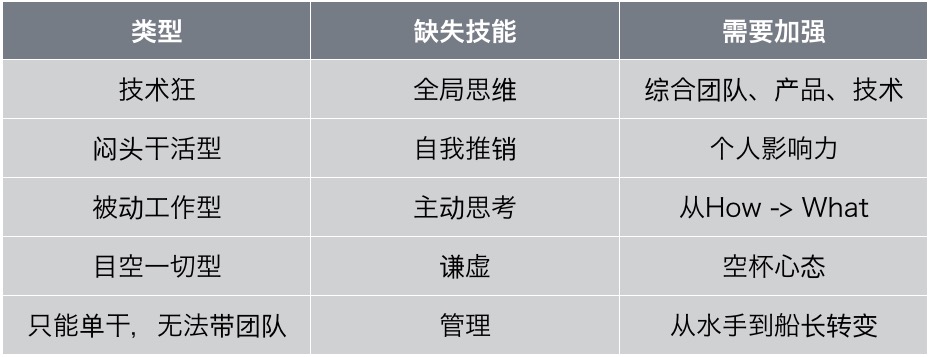 类型 缺失技能 需要加强
技术狂 全局思维 综合团队、产品、技术
闷头干活型 自我推销 个人影响力
被动工作型 主动思考 从How -> What
目空一切型 谦虚 空杯心态
只能单干，无法带团队 管理 从水手到船长转变